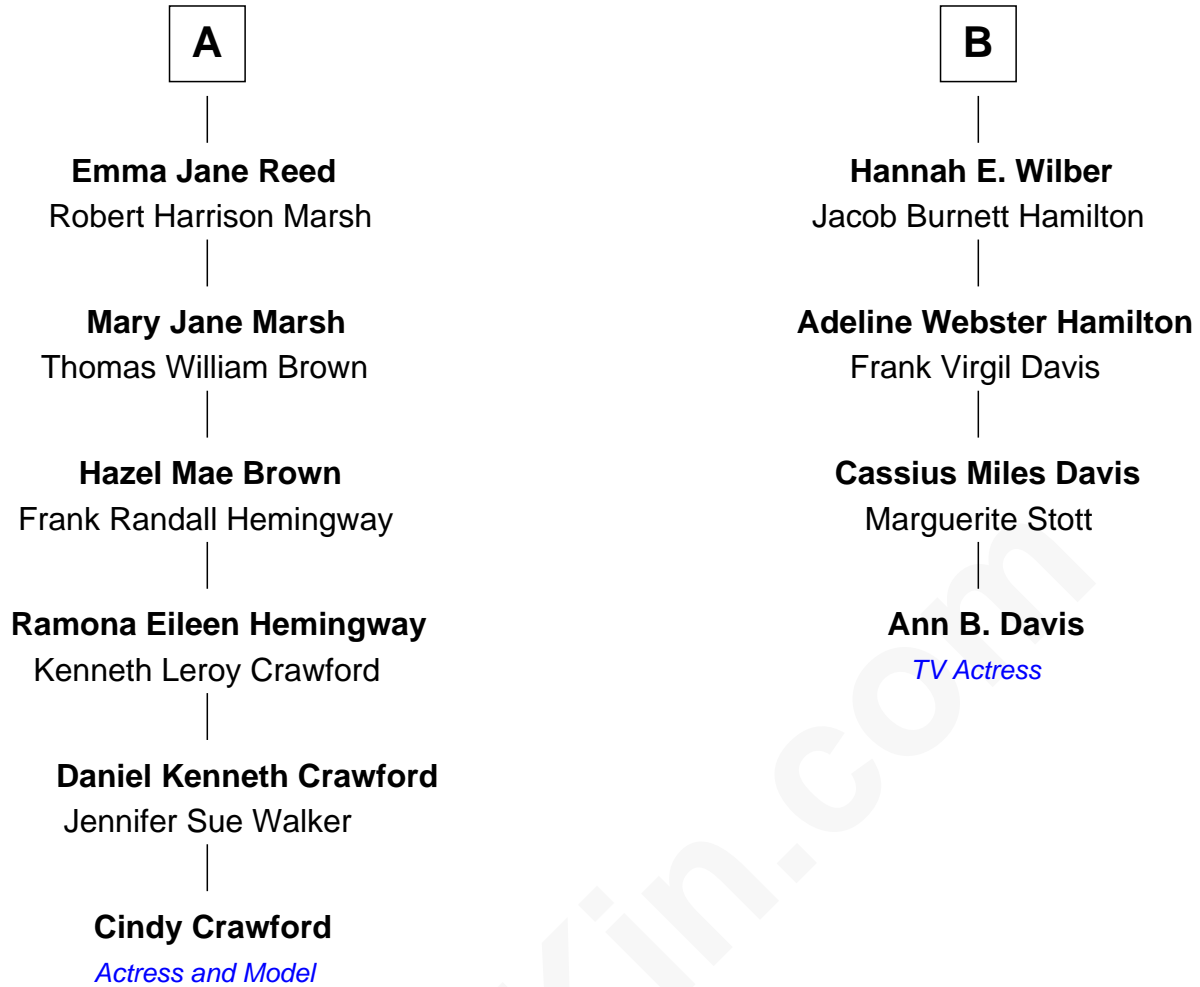 A
Emma Jane Reed
Robert Harrison Marsh
Mary Jane Marsh
Thomas William Brown
Hazel Mae Brown
Frank Randall Hemingway
Ramona Eileen Hemingway
Kenneth Leroy Crawford
Daniel Kenneth Crawford
Jennifer Sue Walker
Cindy Crawford
Actress and Model
B
Hannah E. Wilber
Jacob Burnett Hamilton
Adeline Webster Hamilton
Frank Virgil Davis
Cassius Miles Davis
Marguerite Stott
Ann B. Davis
TV Actress
Kin.com